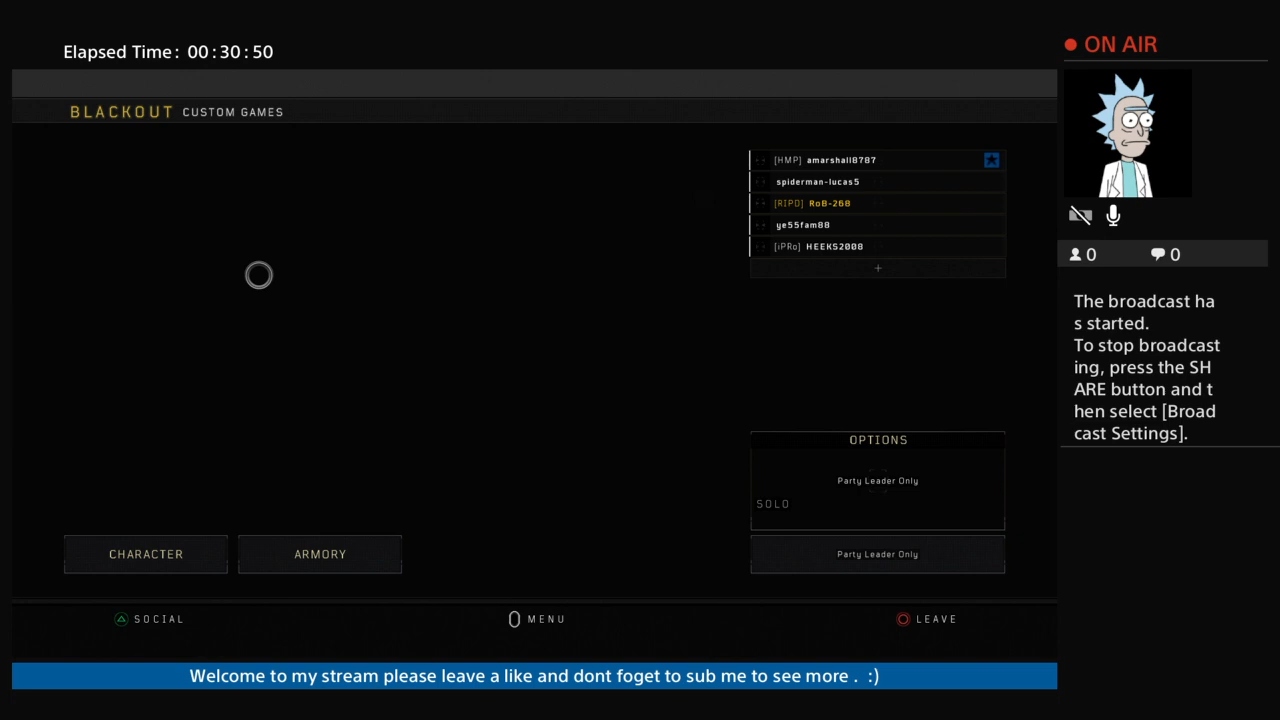 Elapsed Time: 00:30:50
ON AIR
BLACKOUT CUSTOM GAMES
[HMP] amarshall8787
spiderman-lucas5
[RIPD] RoB-268
ye55fam88
[iPRo] HEEKS2008
+
0 0
The broadcast ha
s started.
To stop broadcast
ing, press the SH
ARE button and t
hen select [Broad
cast Settings].
OPTIONS
Party Leader Only
SOLO
CHARACTER ARMORY Party Leader Only
SOCIAL MENU LEAVE
Welcome to my stream please leave a like and dont foget to sub me to see more . :)